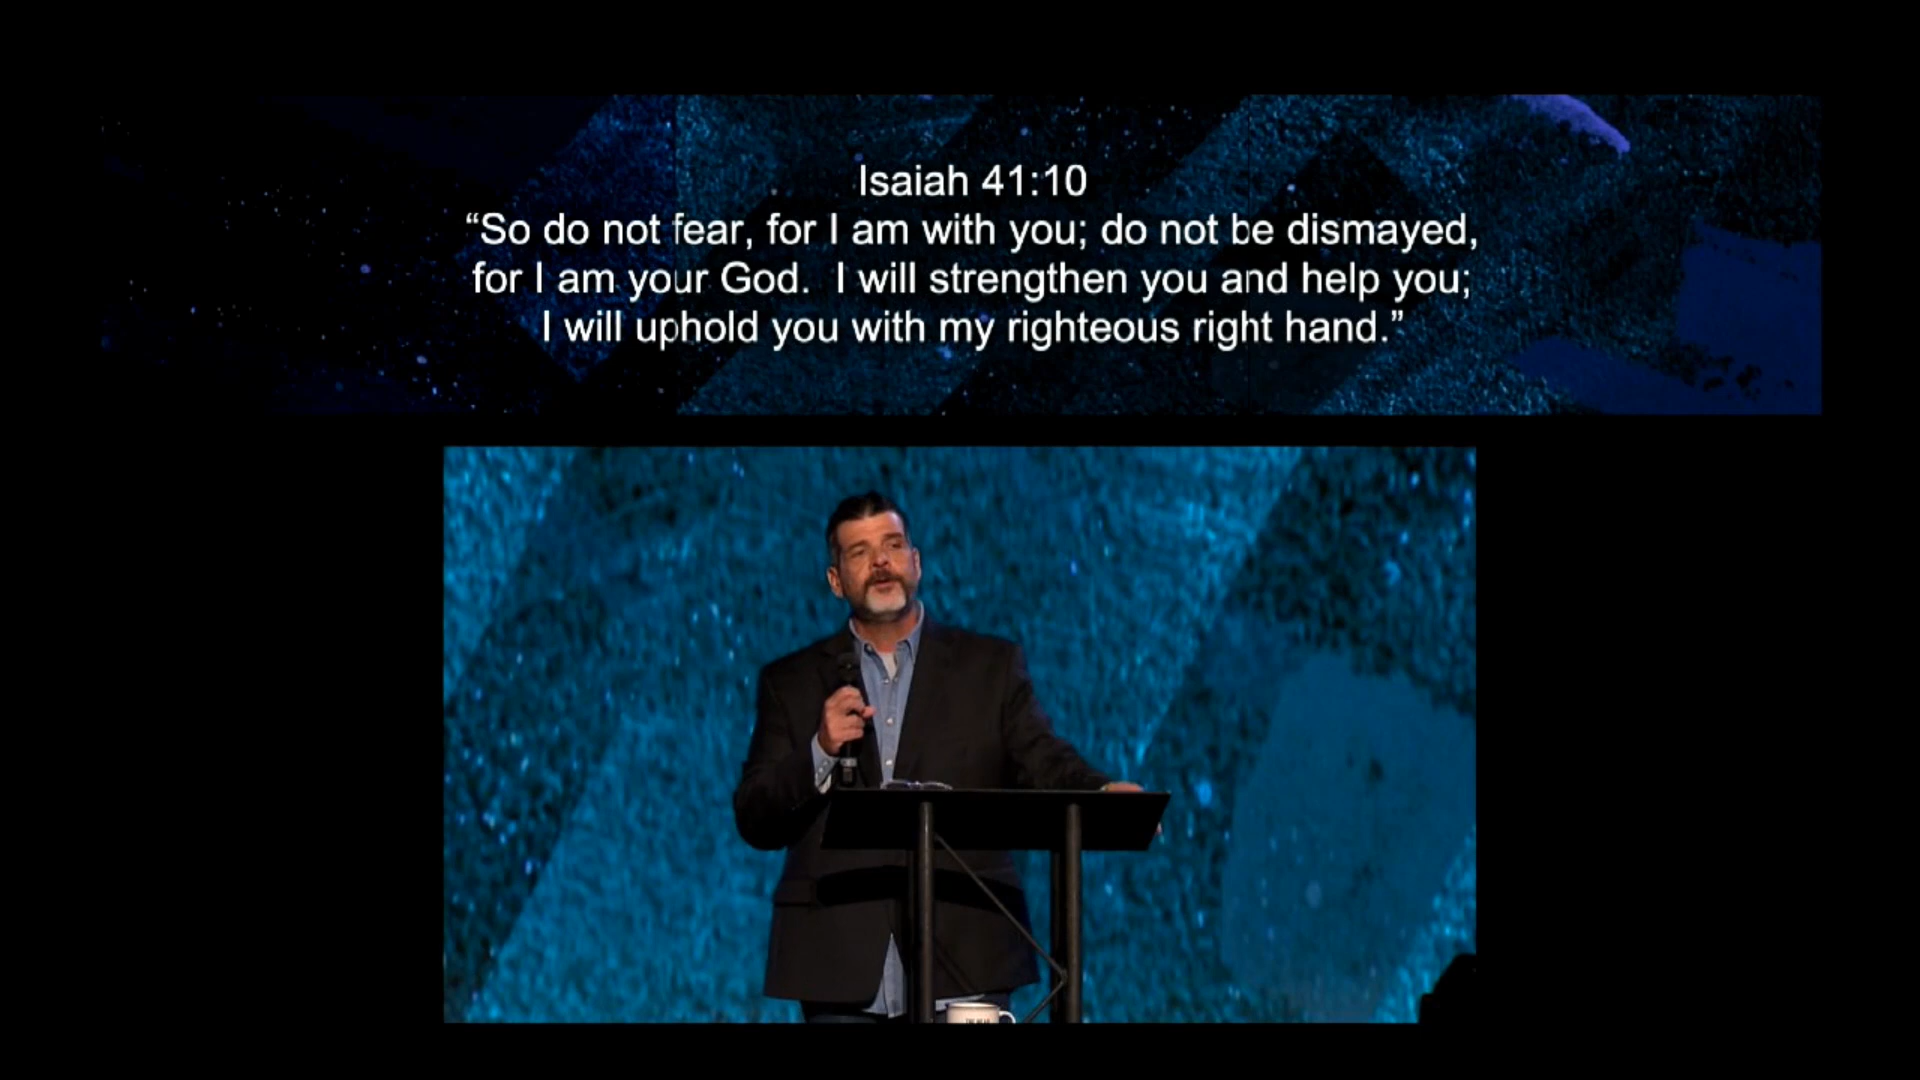 Isaiah 41:10
“So do not fear, for I am with you; do not be dismayed,
for I am your God.  I will strengthen you and help you;
I will uphold you with my righteous right hand.”